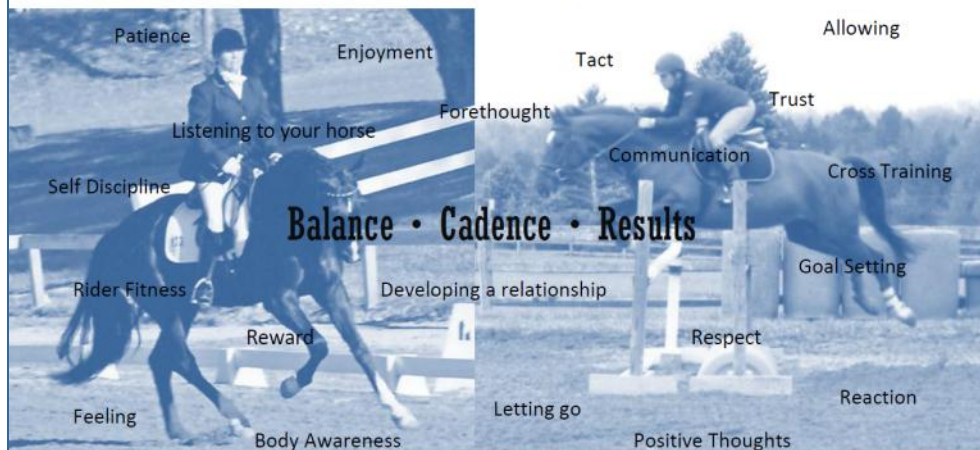 Patience
Enjoyment
Allowing
Tact
Trust
Forethought
Listening to your horse
Communication
Cross Training
Self Discipline
Balance • Cadence • Results
Goal Setting
Rider Fitness
Developing a relationship
Reward
Respect
Reaction
Letting go
Feeling
Body Awareness
Positive Thoughts